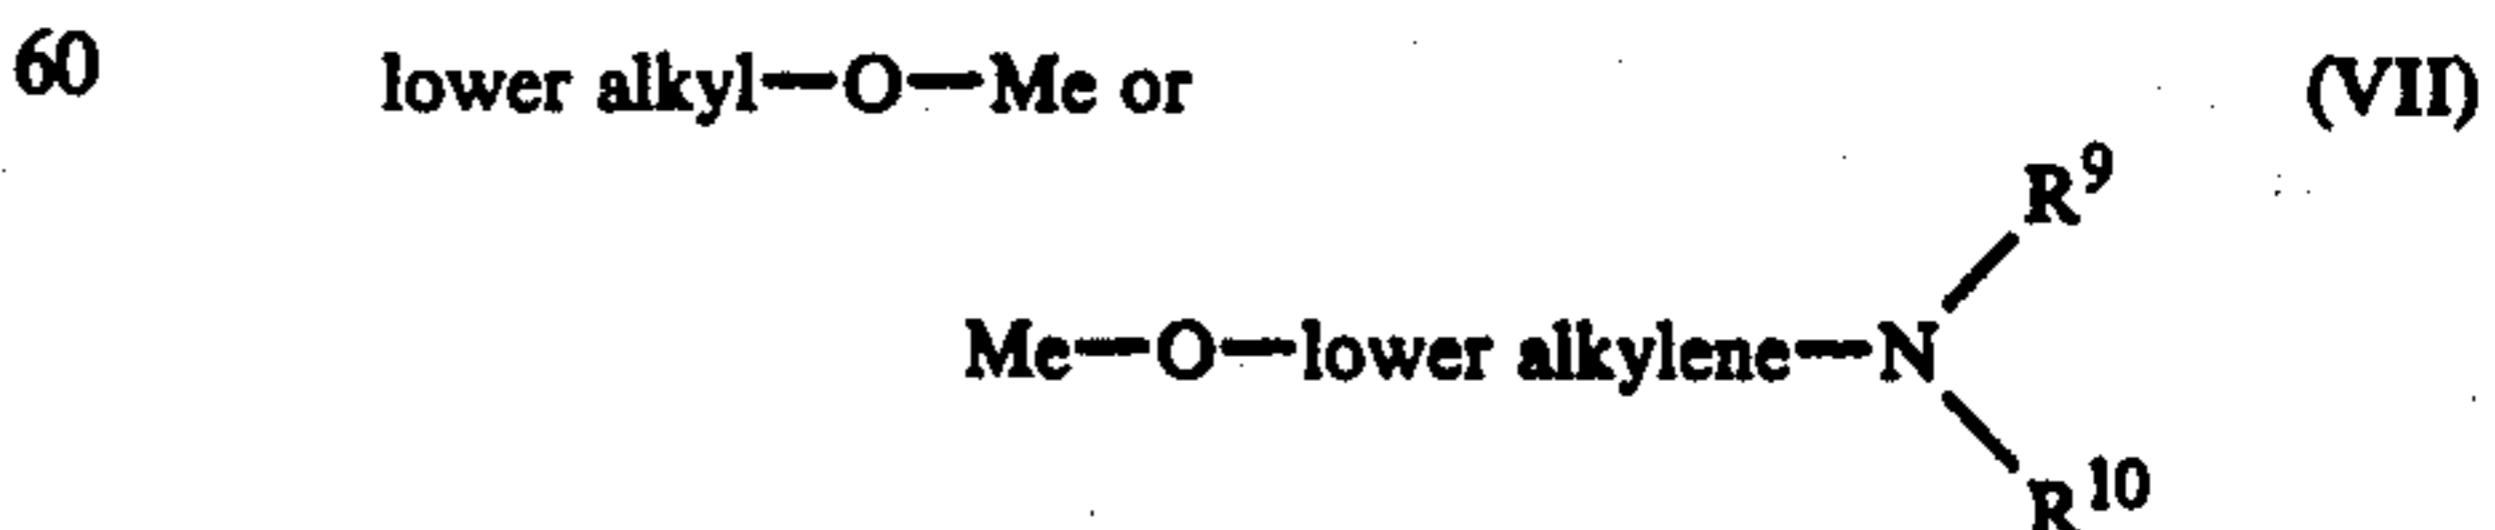 60 lower alkyl—O—Me or (VII)
R⁹
Me—O—lower alkylene—N
R¹⁰